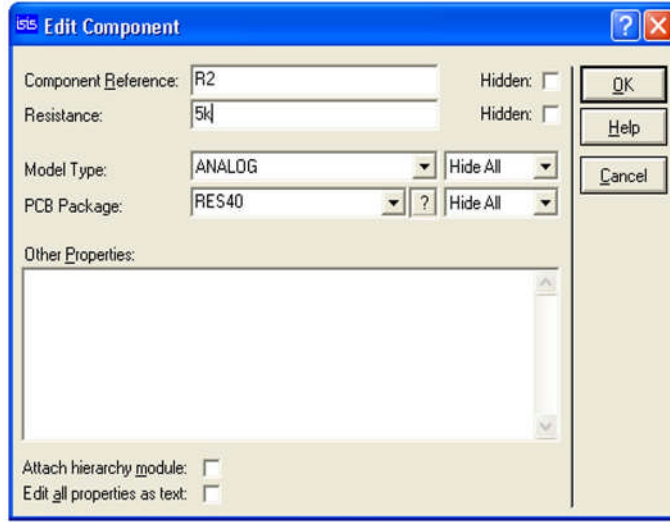 isis Edit Component
Component Reference: R2 Hidden: OK
Resistance: 5k Hidden: Help
Model Type: ANALOG Hide All Cancel
PCB Package: RES40 ? Hide All
Other Properties:
Attach hierarchy module:
Edit all properties as text: